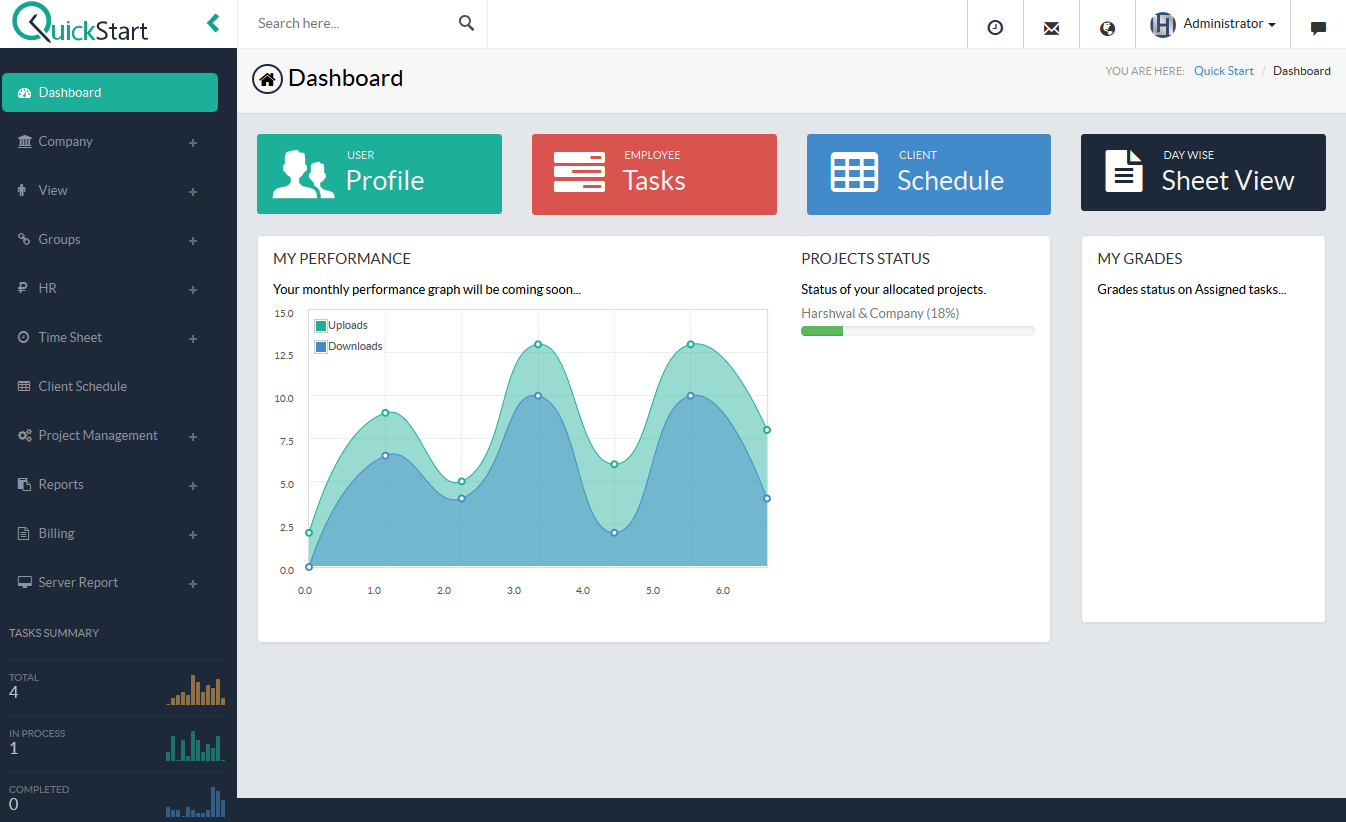 QuickStart
Search here...
Administrator
Dashboard
YOU ARE HERE: Quick Start / Dashboard
Dashboard
Company
View
Groups
HR
Time Sheet
Client Schedule
Project Management
Reports
Billing
Server Report
TASKS SUMMARY
TOTAL
4
IN PROCESS
1
COMPLETED
0
USER
Profile
EMPLOYEE
Tasks
CLIENT
Schedule
DAY WISE
Sheet View
MY PERFORMANCE
Your monthly performance graph will be coming soon...
Uploads
Downloads
15.0
12.5
10.0
7.5
5.0
2.5
0.0
0.0 1.0 2.0 3.0 4.0 5.0 6.0
PROJECTS STATUS
Status of your allocated projects.
Harshwal & Company (18%)
MY GRADES
Grades status on Assigned tasks...